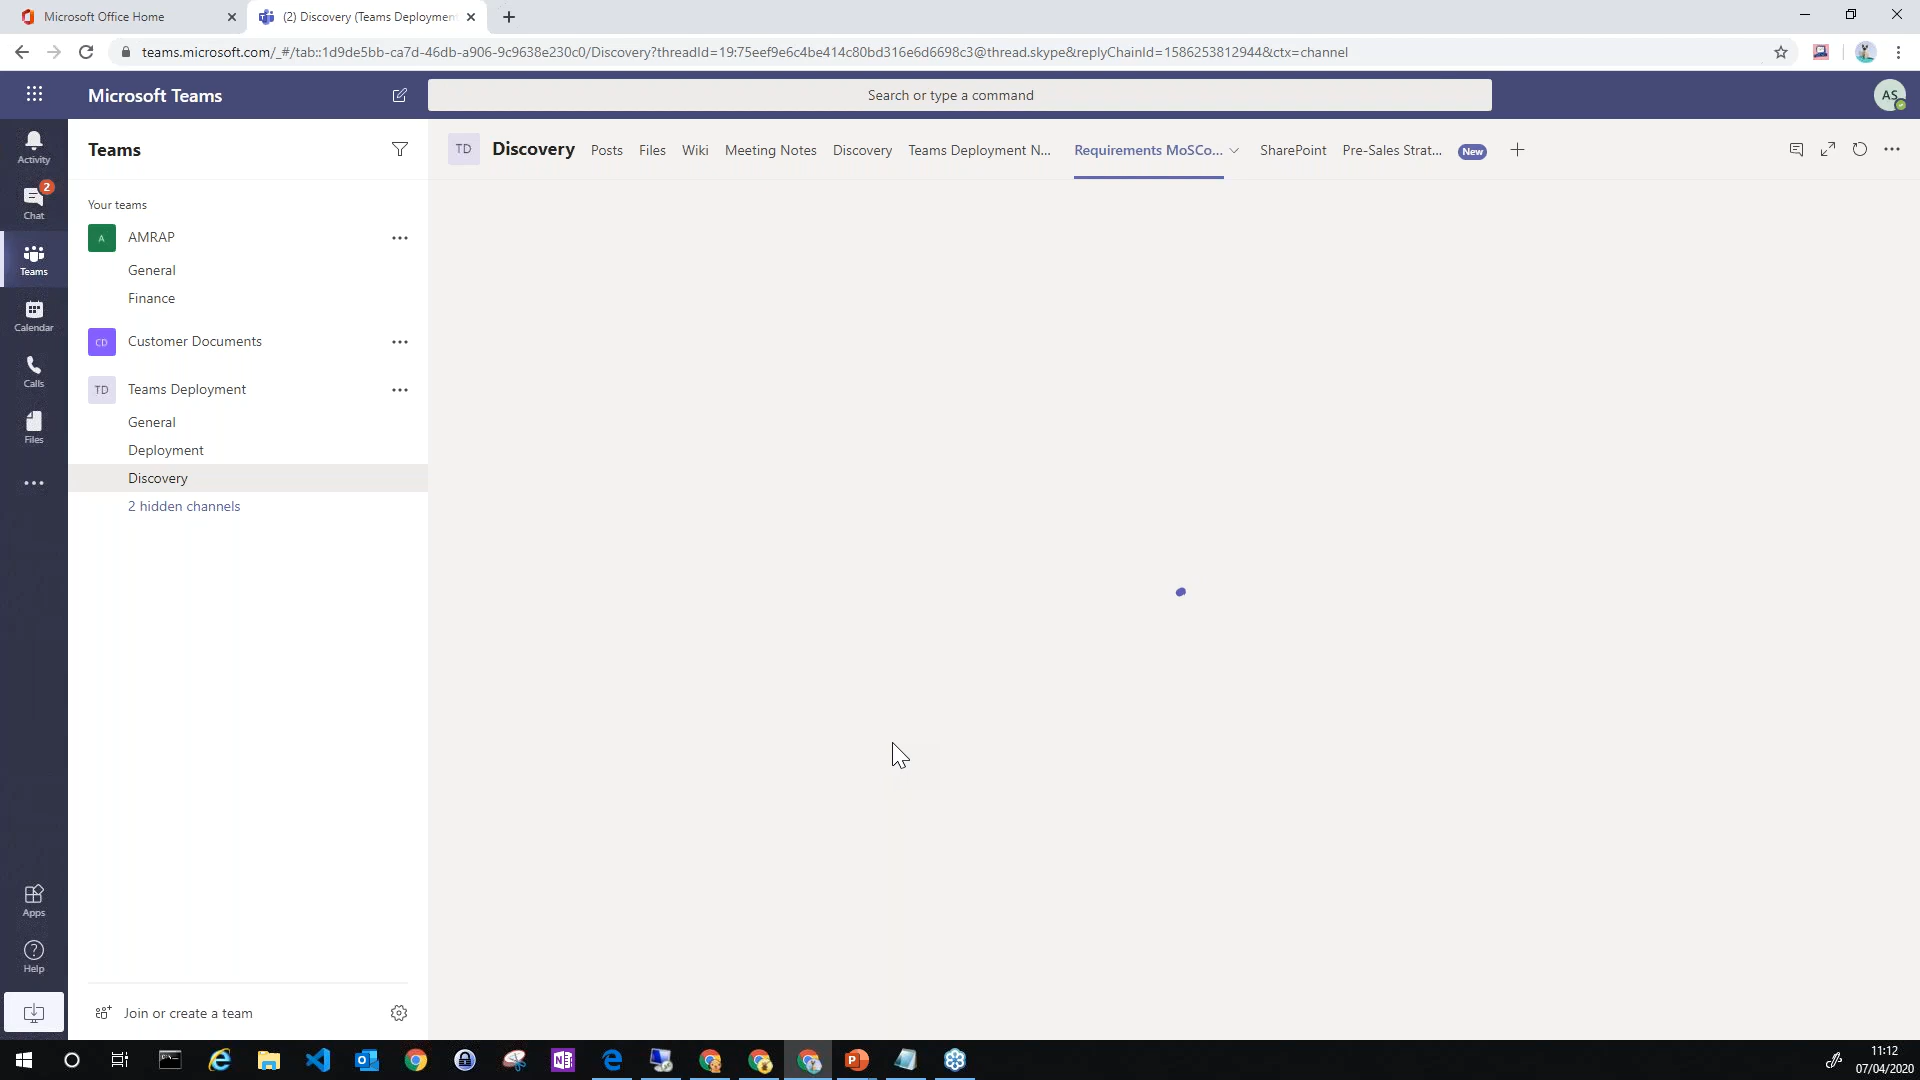 Microsoft Office Home
(2) Discovery (Teams Deployment
teams.microsoft.com/_#/tab::1d9de5bb-ca7d-46db-a906-9c9638e230c0/Discovery?threadId=19:75eef9e6c4be414c80bd316e6d6698c3@thread.skype&replyChainId=1586253812944&ctx=channel
Microsoft Teams
Search or type a command
AS
Activity
2
Chat
Teams
Calendar
Calls
Files
Apps
Help
Teams
Your teams
A AMRAP
General
Finance
CD Customer Documents
TD Teams Deployment
General
Deployment
Discovery
2 hidden channels
Join or create a team
TD Discovery Posts Files Wiki Meeting Notes Discovery Teams Deployment N... Requirements MoSCo... SharePoint Pre-Sales Strat... New
11:12
07/04/2020